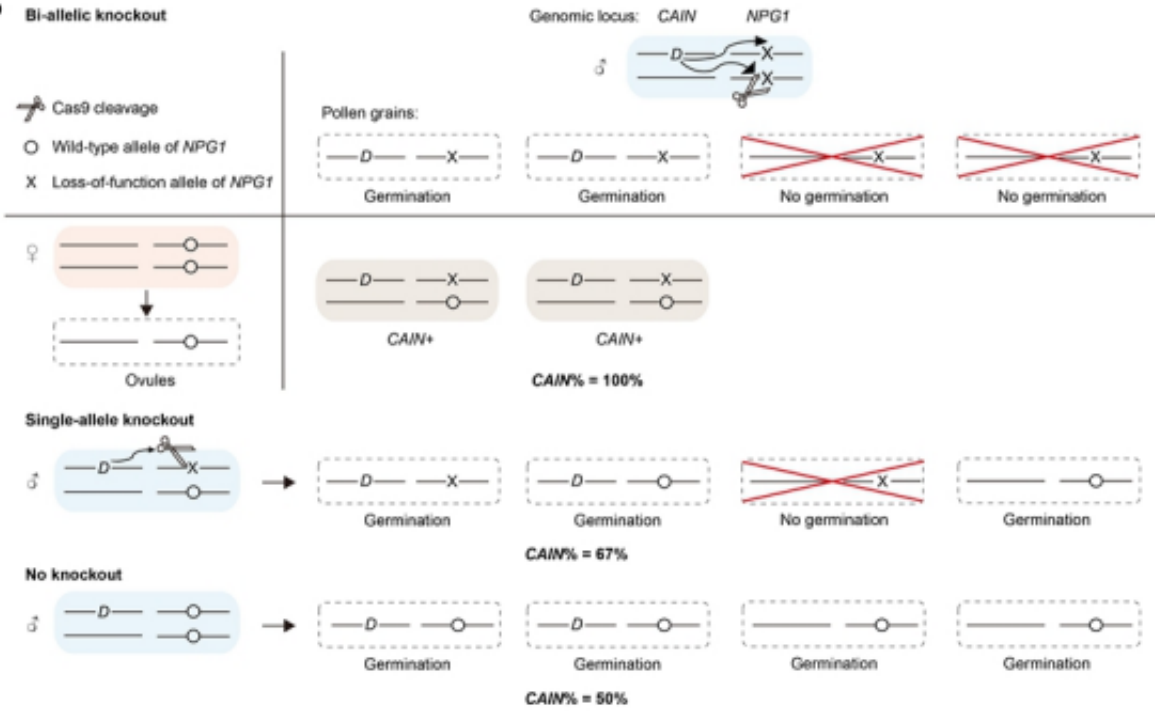 Bi-allelic knockout
Genomic locus: CAIN NPG1
D X
X
♂
Cas9 cleavage
Wild-type allele of NPG1
X Loss-of-function allele of NPG1
Pollen grains:
D X D X X X
Germination Germination No germination No germination
♀
Ovules
D X D X
CAIN+ CAIN+
CAIN% = 100%
Single-allele knockout
♂ D X D X D X
Germination Germination No germination Germination
CAIN% = 67%
No knockout
♂ D D D
Germination Germination Germination Germination
CAIN% = 50%